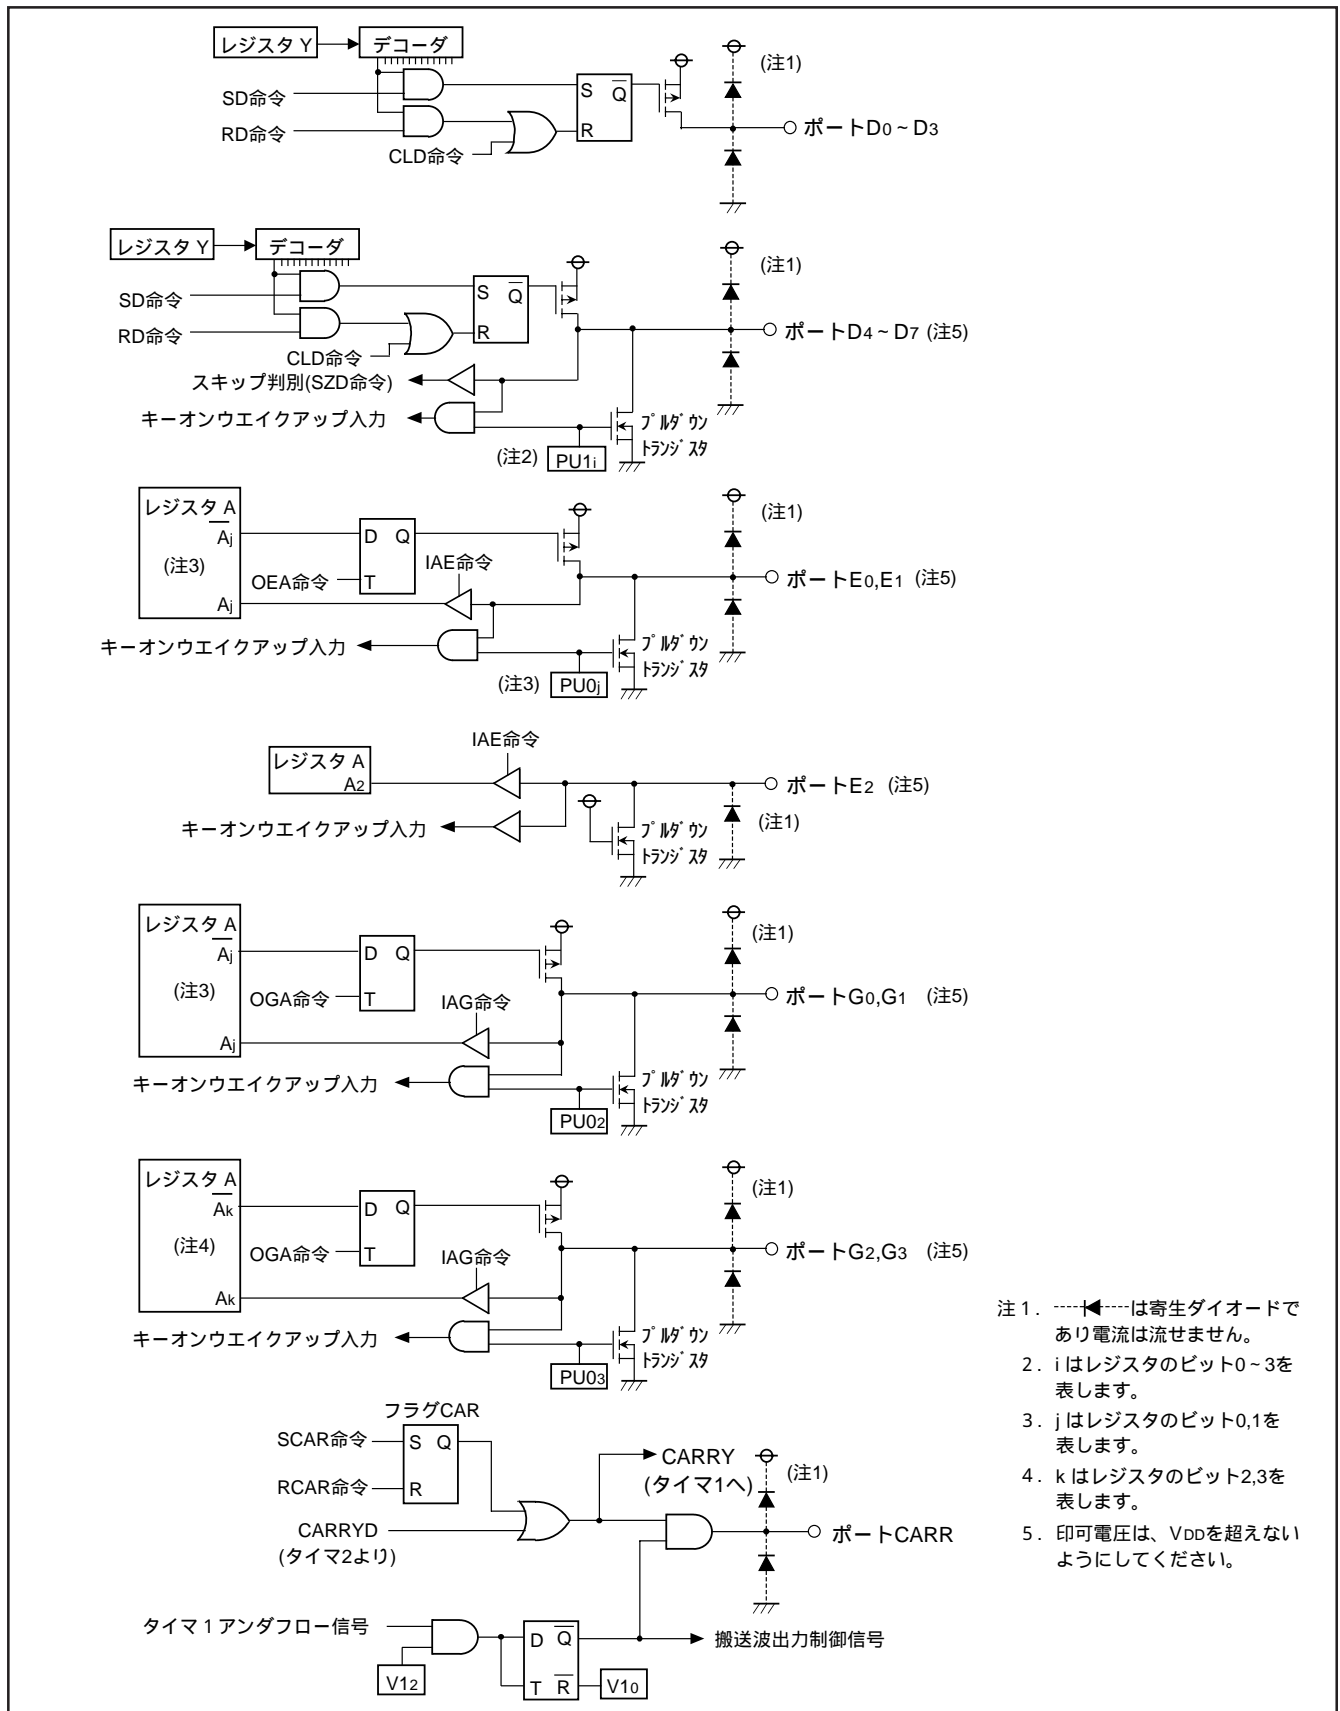 レジスタ Y
デコーダ
(注1)
SD命令
S
Q
RD命令
R
CLD命令
ポートD0 ~ D3
レジスタ Y
デコーダ
(注1)
SD命令
S
Q
RD命令
R
CLD命令
ポートD4 ~ D7 (注5)
スキップ判別(SZD命令)
キーオンウエイクアップ入力
プルダウン
トランジスタ
(注2)
PU1i
レジスタ A
Aj
(注3)
D Q
OEA命令
T
IAE命令
Aj
(注1)
ポートE0,E1 (注5)
キーオンウエイクアップ入力
プルダウン
トランジスタ
(注3)
PU0j
IAE命令
レジスタ A
A2
ポートE2 (注5)
(注1)
キーオンウエイクアップ入力
プルダウン
トランジスタ
レジスタ A
Aj
(注3)
D Q
OGA命令
T
IAG命令
Aj
(注1)
ポートG0,G1 (注5)
キーオンウエイクアップ入力
プルダウン
トランジスタ
PU02
レジスタ A
Ak
(注4)
D Q
OGA命令
T
IAG命令
Ak
(注1)
ポートG2,G3 (注5)
キーオンウエイクアップ入力
プルダウン
トランジスタ
PU03
フラグCAR
SCAR命令
S Q
RCAR命令
R
CARRY
(タイマ1へ)
(注1)
CARRYD
(タイマ2より)
ポートCARR
タイマ1アンダフロー信号
V12
D Q
T R
V10
搬送波出力制御信号
注 1. は寄生ダイオードで
あり電流は流せません。
2. i はレジスタのビット0 ~ 3を
表します。
3. j はレジスタのビット0,1を
表します。
4. k はレジスタのビット2,3を
表します。
5. 印可電圧は、VDDを超えない
ようにしてください。